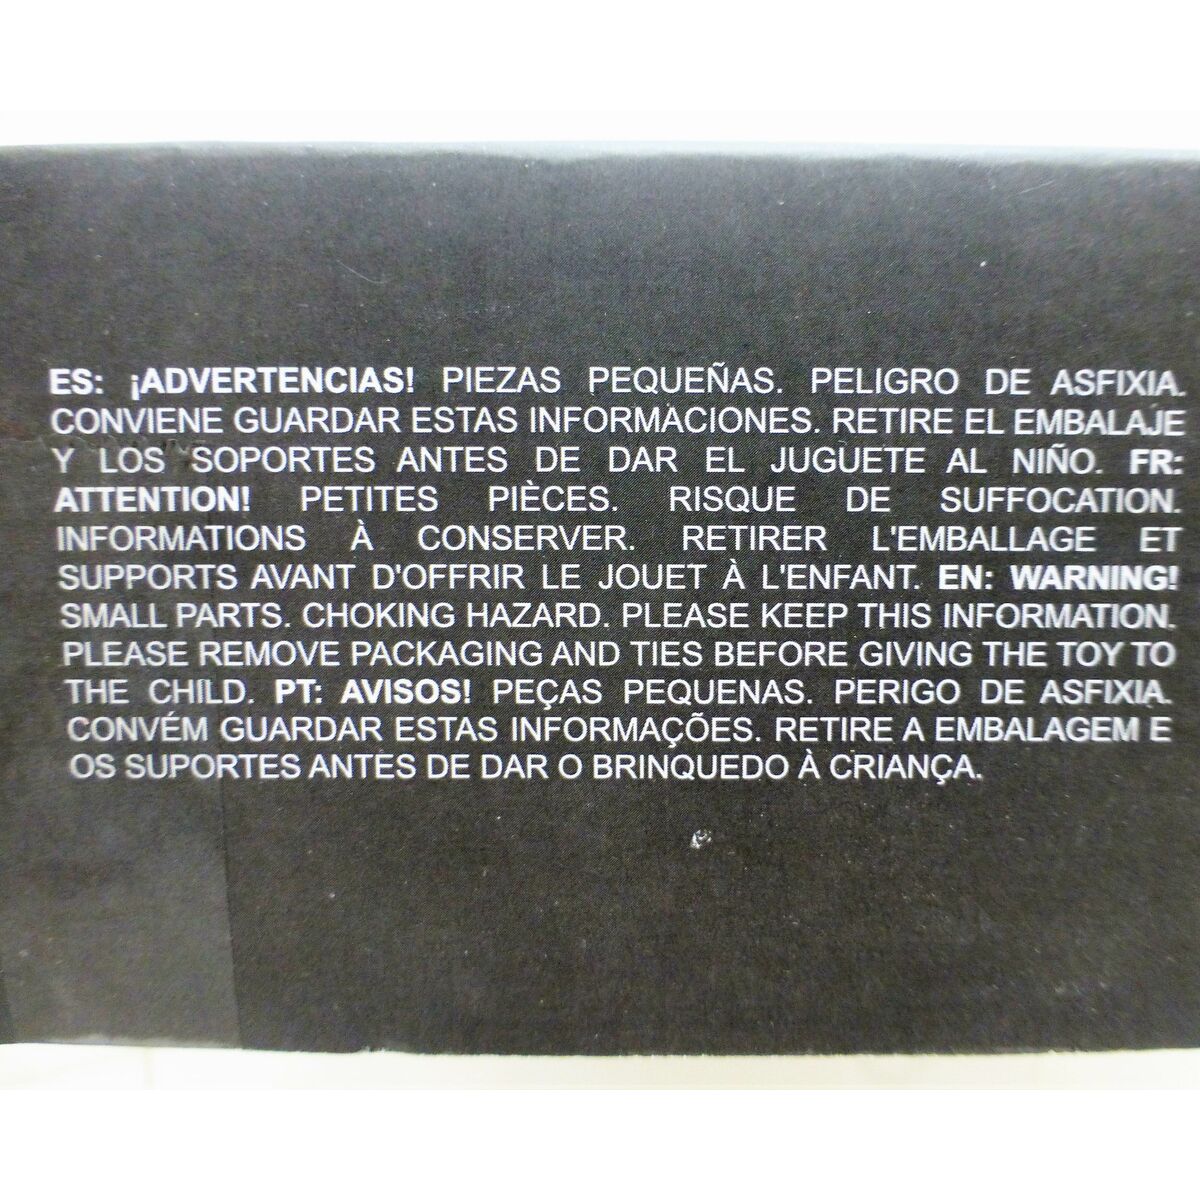 ES: ¡ADVERTENCIAS! PIEZAS PEQUEÑAS. PELIGRO DE ASFIXIA.
CONVIENE GUARDAR ESTAS INFORMACIONES. RETIRE EL EMBALAJE
Y LOS SOPORTES ANTES DE DAR EL JUGUETE AL NIÑO. FR:
ATTENTION! PETITES PIÈCES. RISQUE DE SUFFOCATION.
INFORMATIONS À CONSERVER. RETIRER L'EMBALLAGE ET
SUPPORTS AVANT D'OFFRIR LE JOUET À L'ENFANT. EN: WARNING!
SMALL PARTS. CHOKING HAZARD. PLEASE KEEP THIS INFORMATION.
PLEASE REMOVE PACKAGING AND TIES BEFORE GIVING THE TOY TO
THE CHILD. PT: AVISOS! PEÇAS PEQUENAS. PERIGO DE ASFIXIA.
CONVÉM GUARDAR ESTAS INFORMAÇÕES. RETIRE A EMBALAGEM E
OS SUPORTES ANTES DE DAR O BRINQUEDO À CRIANÇA.